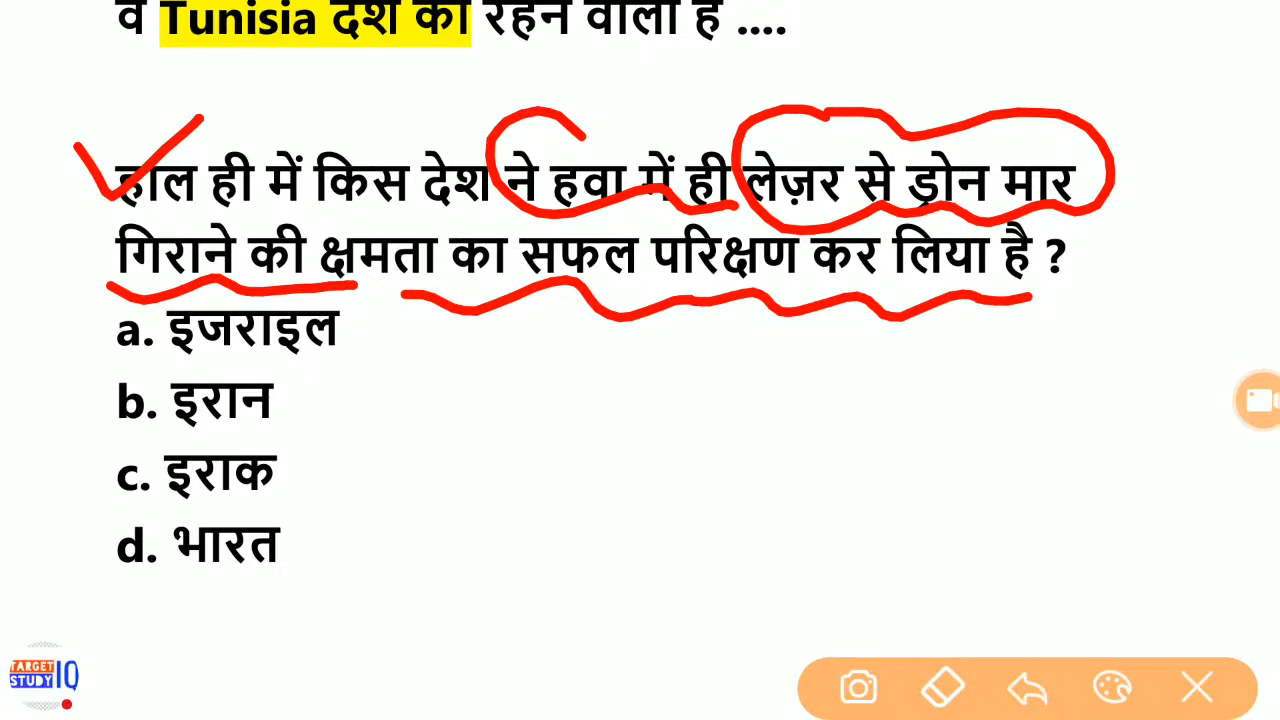 व Tunisia देश का रहने वाला है ....
हाल ही में किस देश ने हवा में ही लेज़र से ड्रोन मार
गिराने की क्षमता का सफल परिक्षण कर लिया है ?
a. इजराइल
b. इरान
c. इराक
d. भारत
TARGET
STUDY IQ